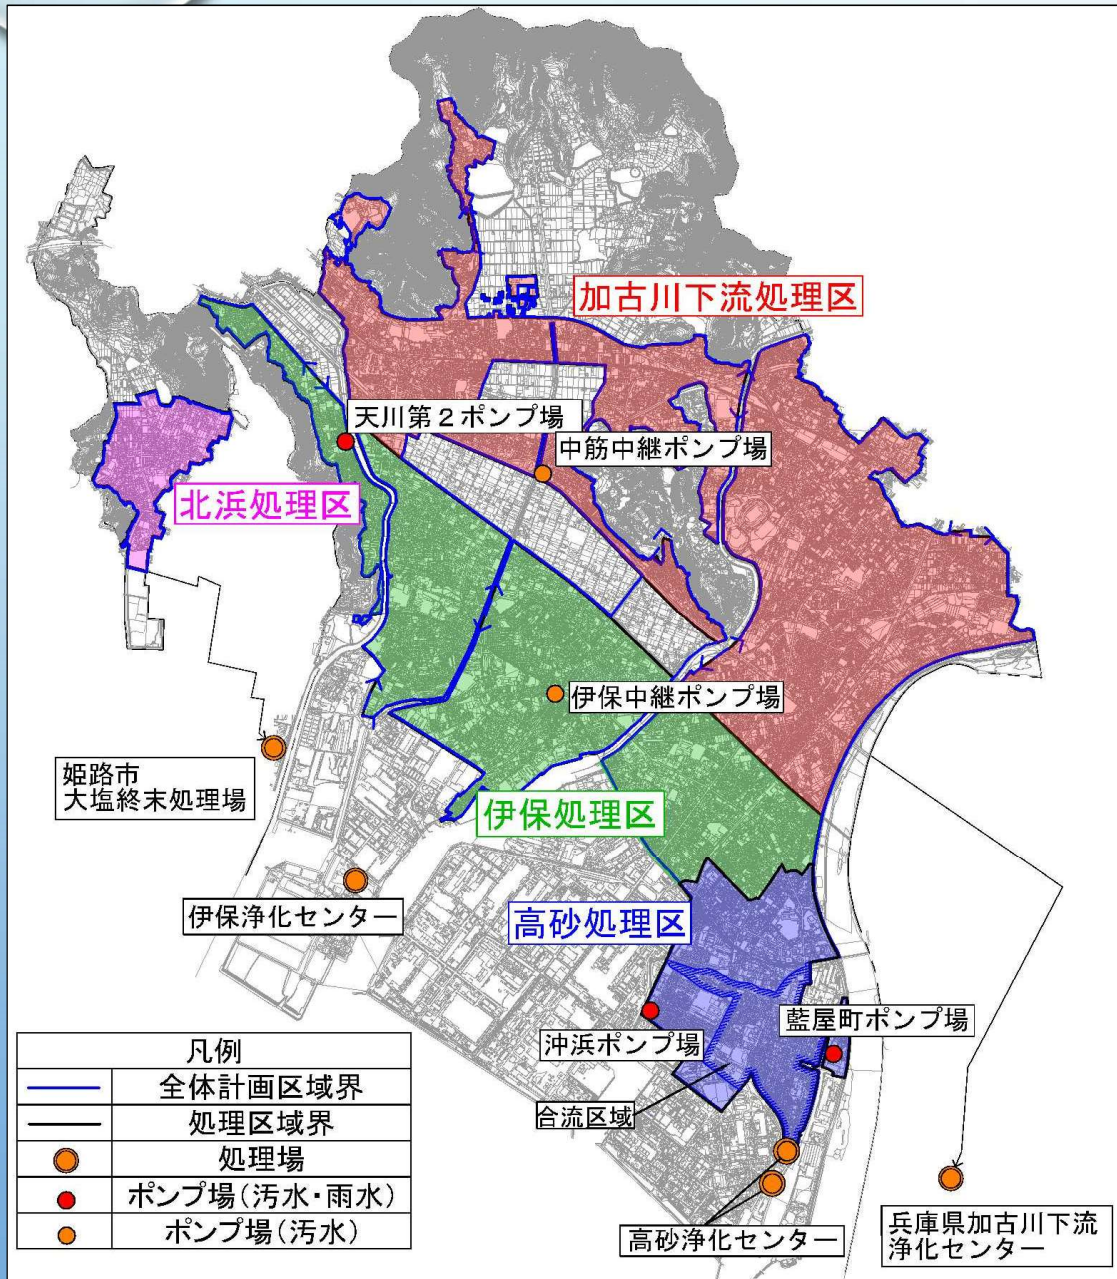 加古川下流処理区
天川第2ポンプ場
中筋中継ポンプ場
北浜処理区
伊保中継ポンプ場
姫路市
大塩終末処理場
伊保処理区
伊保浄化センター
高砂処理区
藍屋町ポンプ場
沖浜ポンプ場
合流区域
高砂浄化センター
兵庫県加古川下流
浄化センター
凡例
全体計画区域界
処理区域界
処理場
ポンプ場(汚水・雨水)
ポンプ場(汚水)